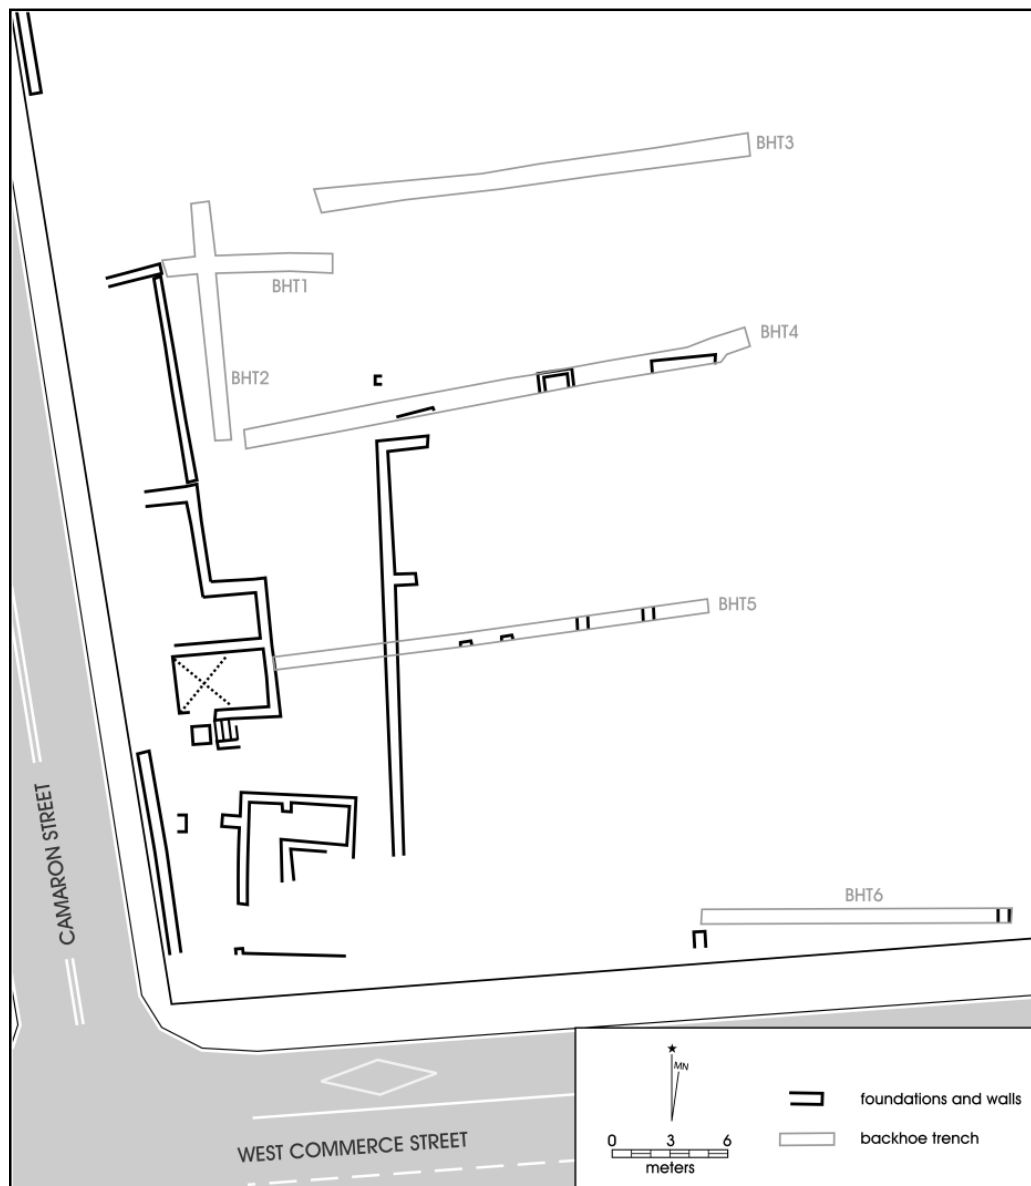 BHT3
BHT1
BHT4
BHT2
BHT5
CAMARON STREET
BHT6
MN
foundations and walls
0 3 6
meters
backhoe trench
WEST COMMERCE STREET